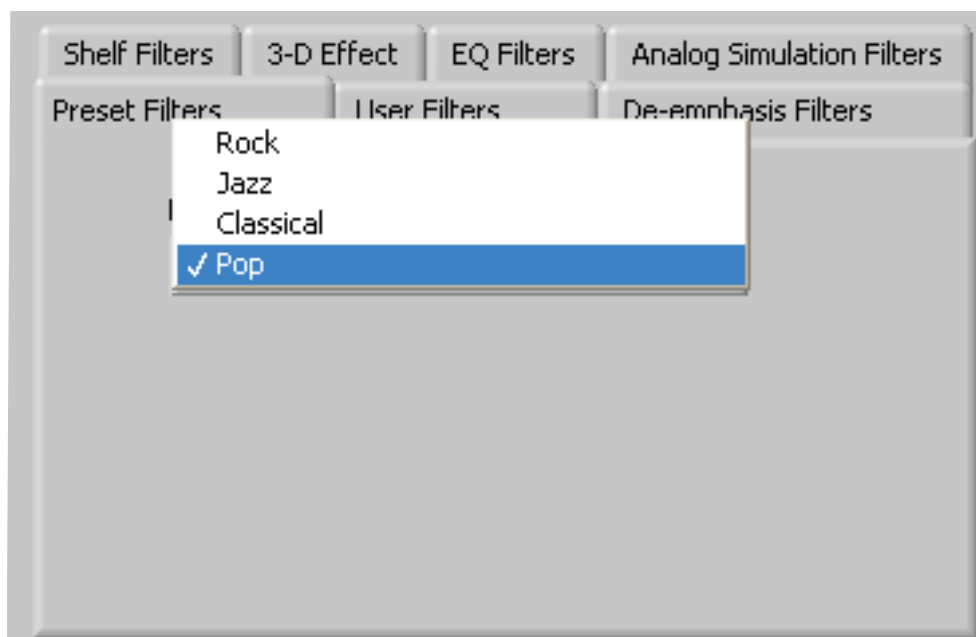 Shelf Filters 3-D Effect EQ Filters Analog Simulation Filters
Preset Filters User Filters De-emphasis Filters
Rock
Jazz
Classical
✓ Pop